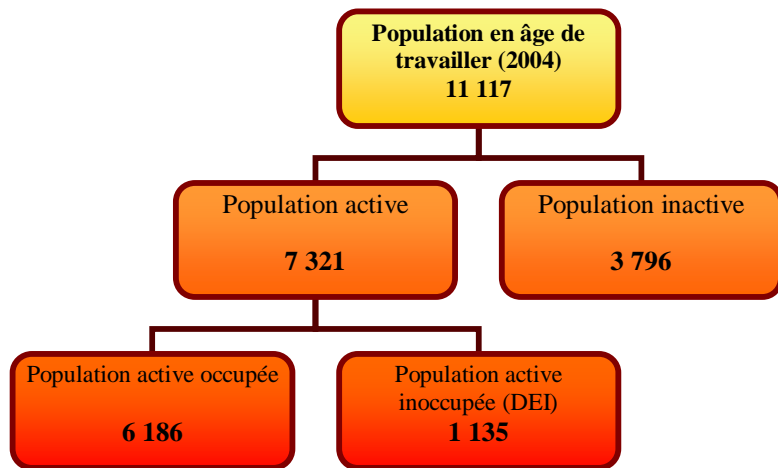 Population en âge de
travailler (2004)
11 117
Population active
7 321
Population inactive
3 796
Population active occupée
6 186
Population active
inoccupée (DEI)
1 135